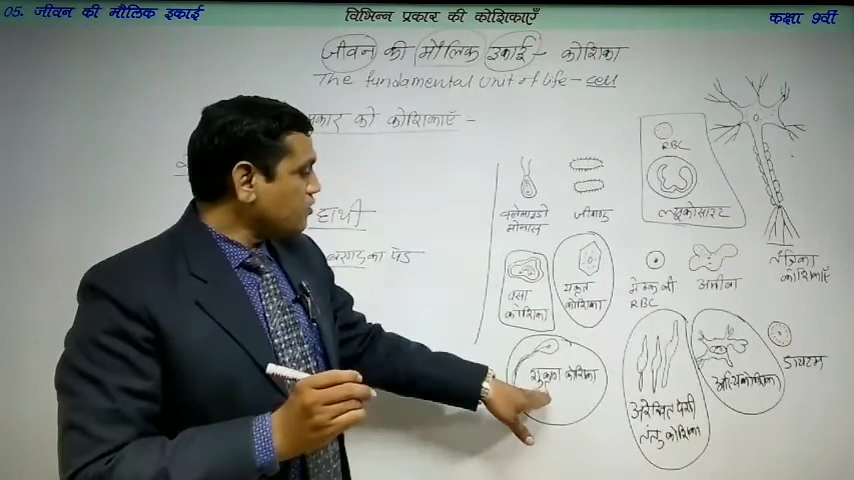 05. जीवन की मौलिक इकाई
विभिन्न प्रकार की कोशिकाएँ
कक्षा 9वीं
जीवन की मौलिक इकाई - कोशिका
The fundamental Unit of life - cell
प्रकार की कोशिकाएँ -
हाथी
बरगद का पेड
क्लेमाइडो
मोनास
जीवाणु
RBC
ल्यूकोसाइट
तंत्रिका
कोशिकाएँ
वसा
कोशिका
यकृत
कोशिका
मेंढक की
RBC
अमीबा
शुक्राणु कोशिका
अरेखित पेशी
तंतु कोशिका
अस्थि कोशिका
डायटम